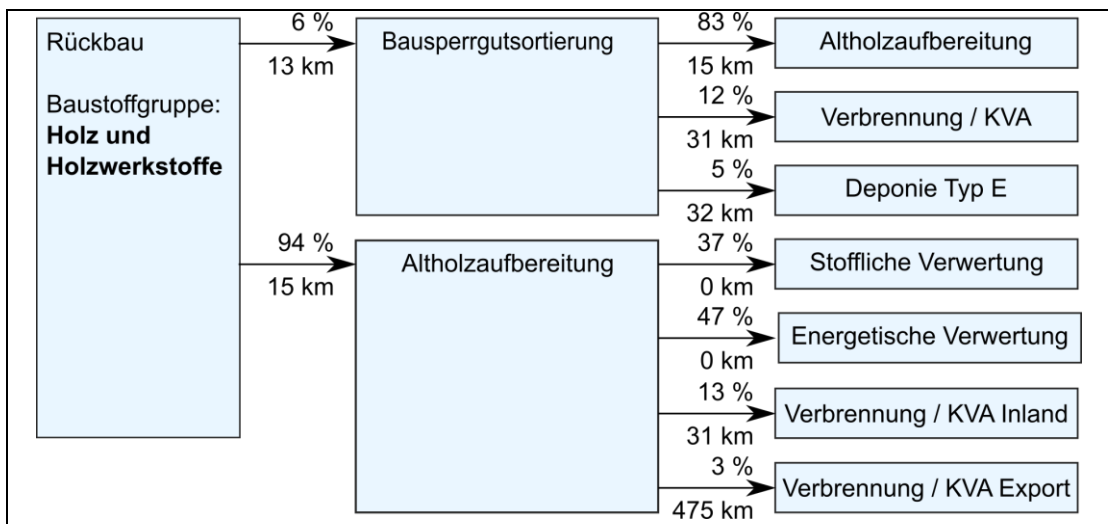 Rückbau
Baustoffgruppe:
Holz und
Holzwerkstoffe
6 %
13 km
Bausperrgutsortierung
83 %
15 km
Altholzaufbereitung
12 %
31 km
Verbrennung / KVA
5 %
32 km
Deponie Typ E
94 %
15 km
Altholzaufbereitung
37 %
0 km
Stoffliche Verwertung
47 %
0 km
Energetische Verwertung
13 %
31 km
Verbrennung / KVA Inland
3 %
475 km
Verbrennung / KVA Export